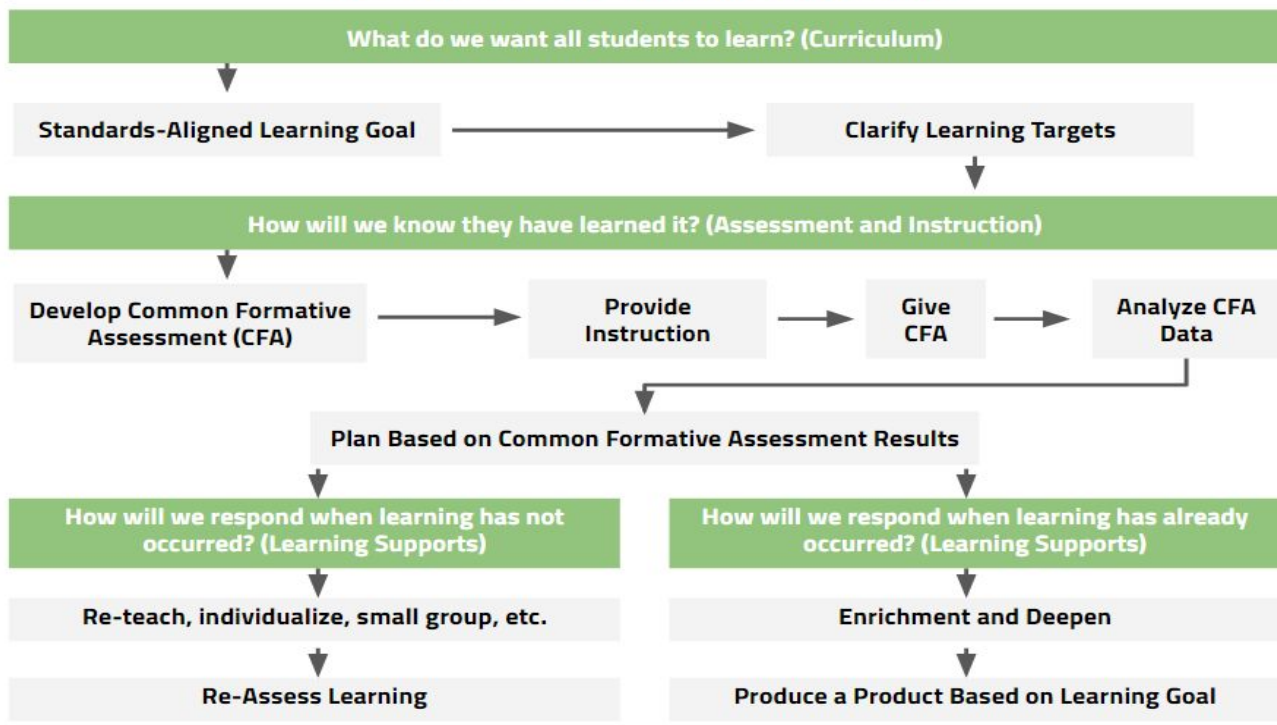 What do we want all students to learn? (Curriculum)
Standards-Aligned Learning Goal
Clarify Learning Targets
How will we know they have learned it? (Assessment and Instruction)
Develop Common Formative
Assessment (CFA)
Provide
Instruction
Give
CFA
Analyze CFA
Data
Plan Based on Common Formative Assessment Results
How will we respond when learning has not
occurred? (Learning Supports)
How will we respond when learning has already
occurred? (Learning Supports)
Re-teach, individualize, small group, etc.
Enrichment and Deepen
Re-Assess Learning
Produce a Product Based on Learning Goal